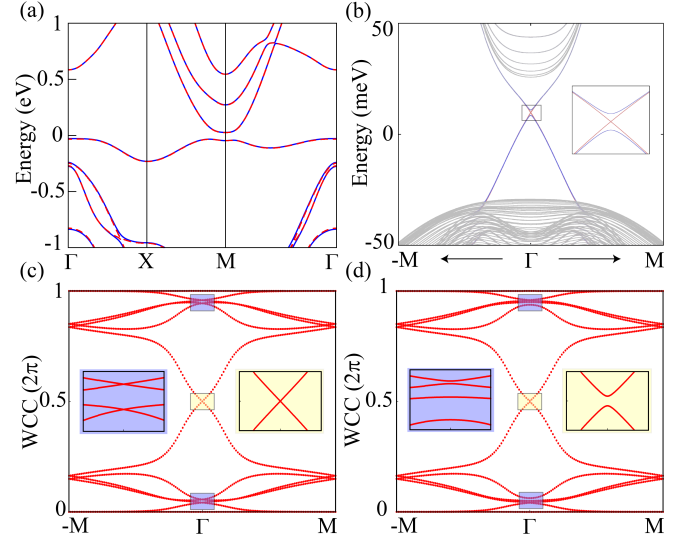 (a)
1
0.5
0
-0.5
-1
Energy (eV)
Γ
X
M
Γ
(b)
50
0
-50
Energy (meV)
-M
Γ
M
(c)
1
0.5
0
WCC (2π)
-M
Γ
M
(d)
1
0.5
0
WCC (2π)
-M
Γ
M